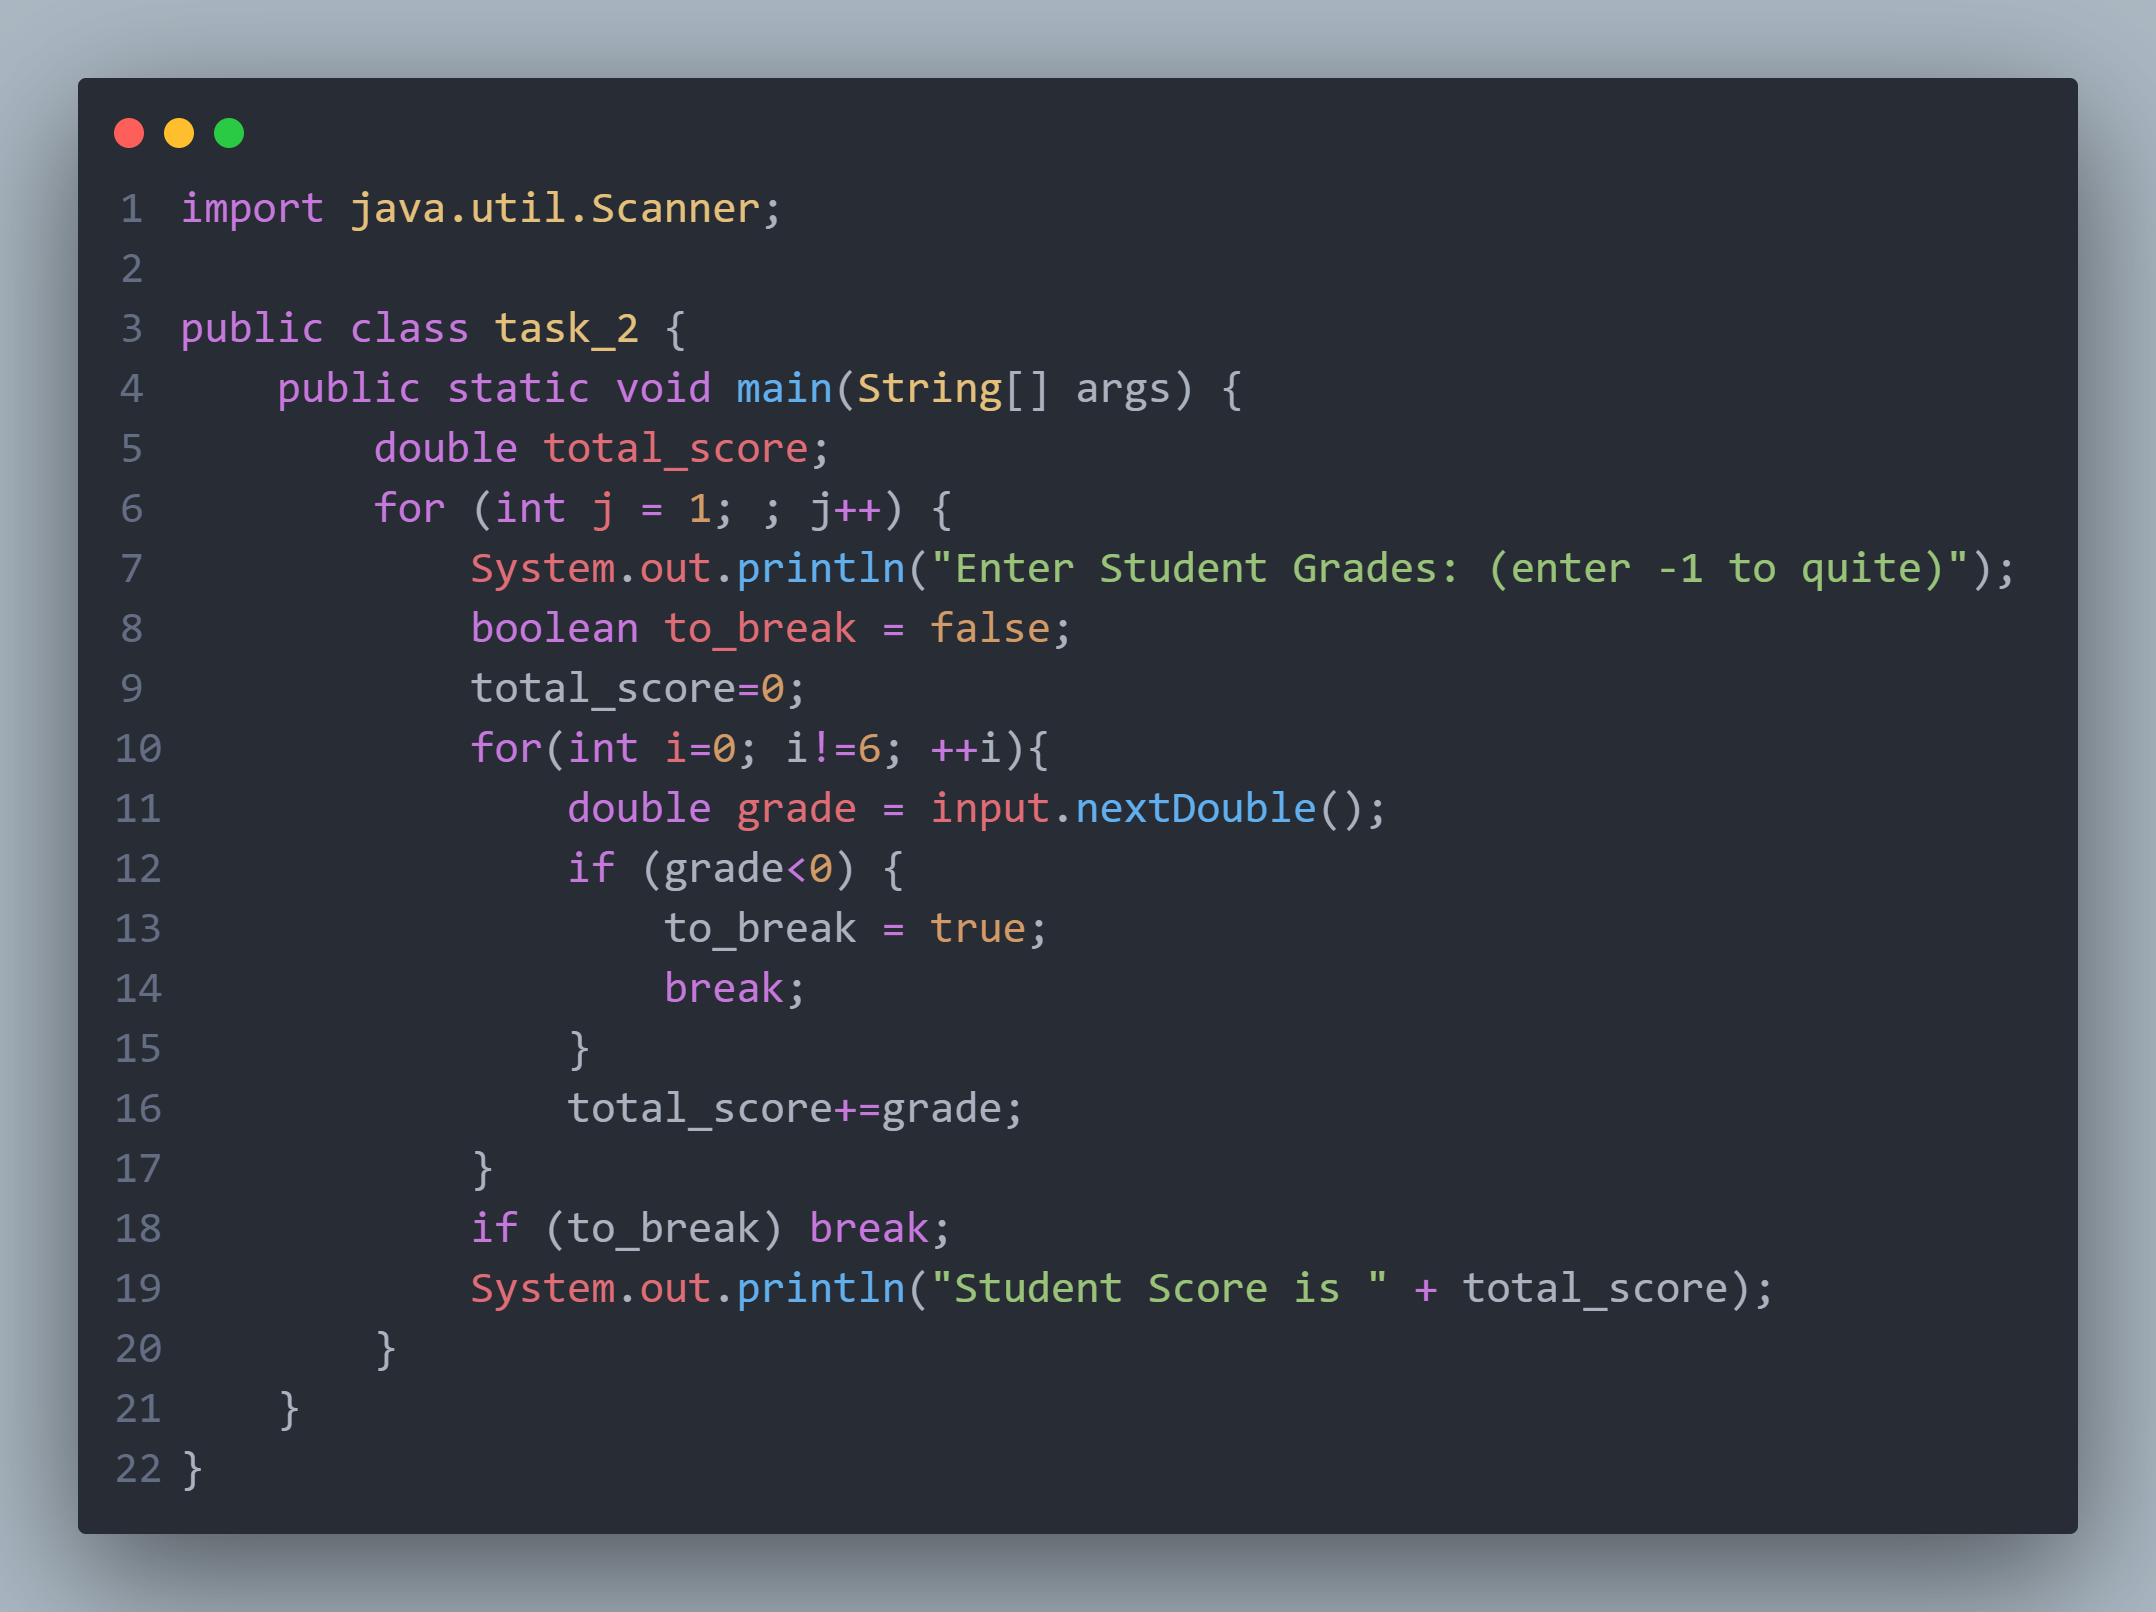 1 import java.util.Scanner;
2
3 public class task_2 {
4     public static void main(String[] args) {
5         double total_score;
6         for (int j = 1; ; j++) {
7             System.out.println("Enter Student Grades: (enter -1 to quite)");
8             boolean to_break = false;
9             total_score=0;
10             for(int i=0; i!=6; ++i){
11                 double grade = input.nextDouble();
12                 if (grade<0) {
13                     to_break = true;
14                     break;
15                 }
16                 total_score+=grade;
17             }
18             if (to_break) break;
19             System.out.println("Student Score is " + total_score);
20         }
21     }
22 }